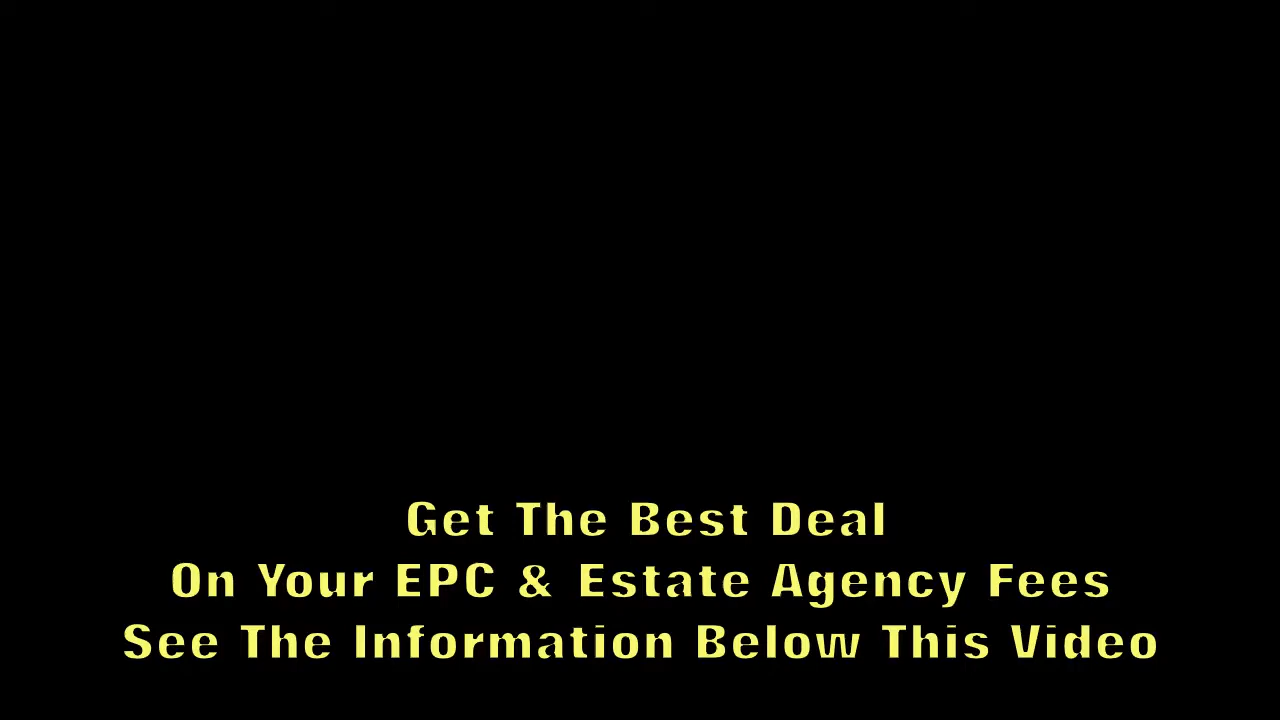 Get The Best Deal
On Your EPC & Estate Agency Fees
See The Information Below This Video